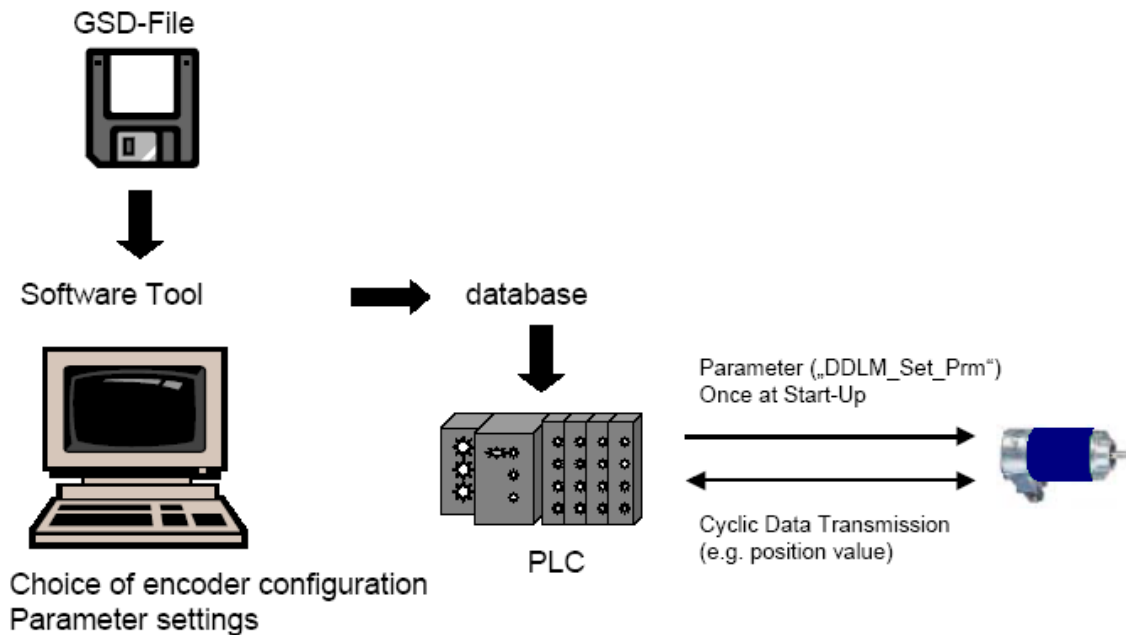 GSD-File
Software Tool
database
Parameter („DDLM_Set_Prm“)
Once at Start-Up
Cyclic Data Transmission
(e.g. position value)
PLC
Choice of encoder configuration
Parameter settings